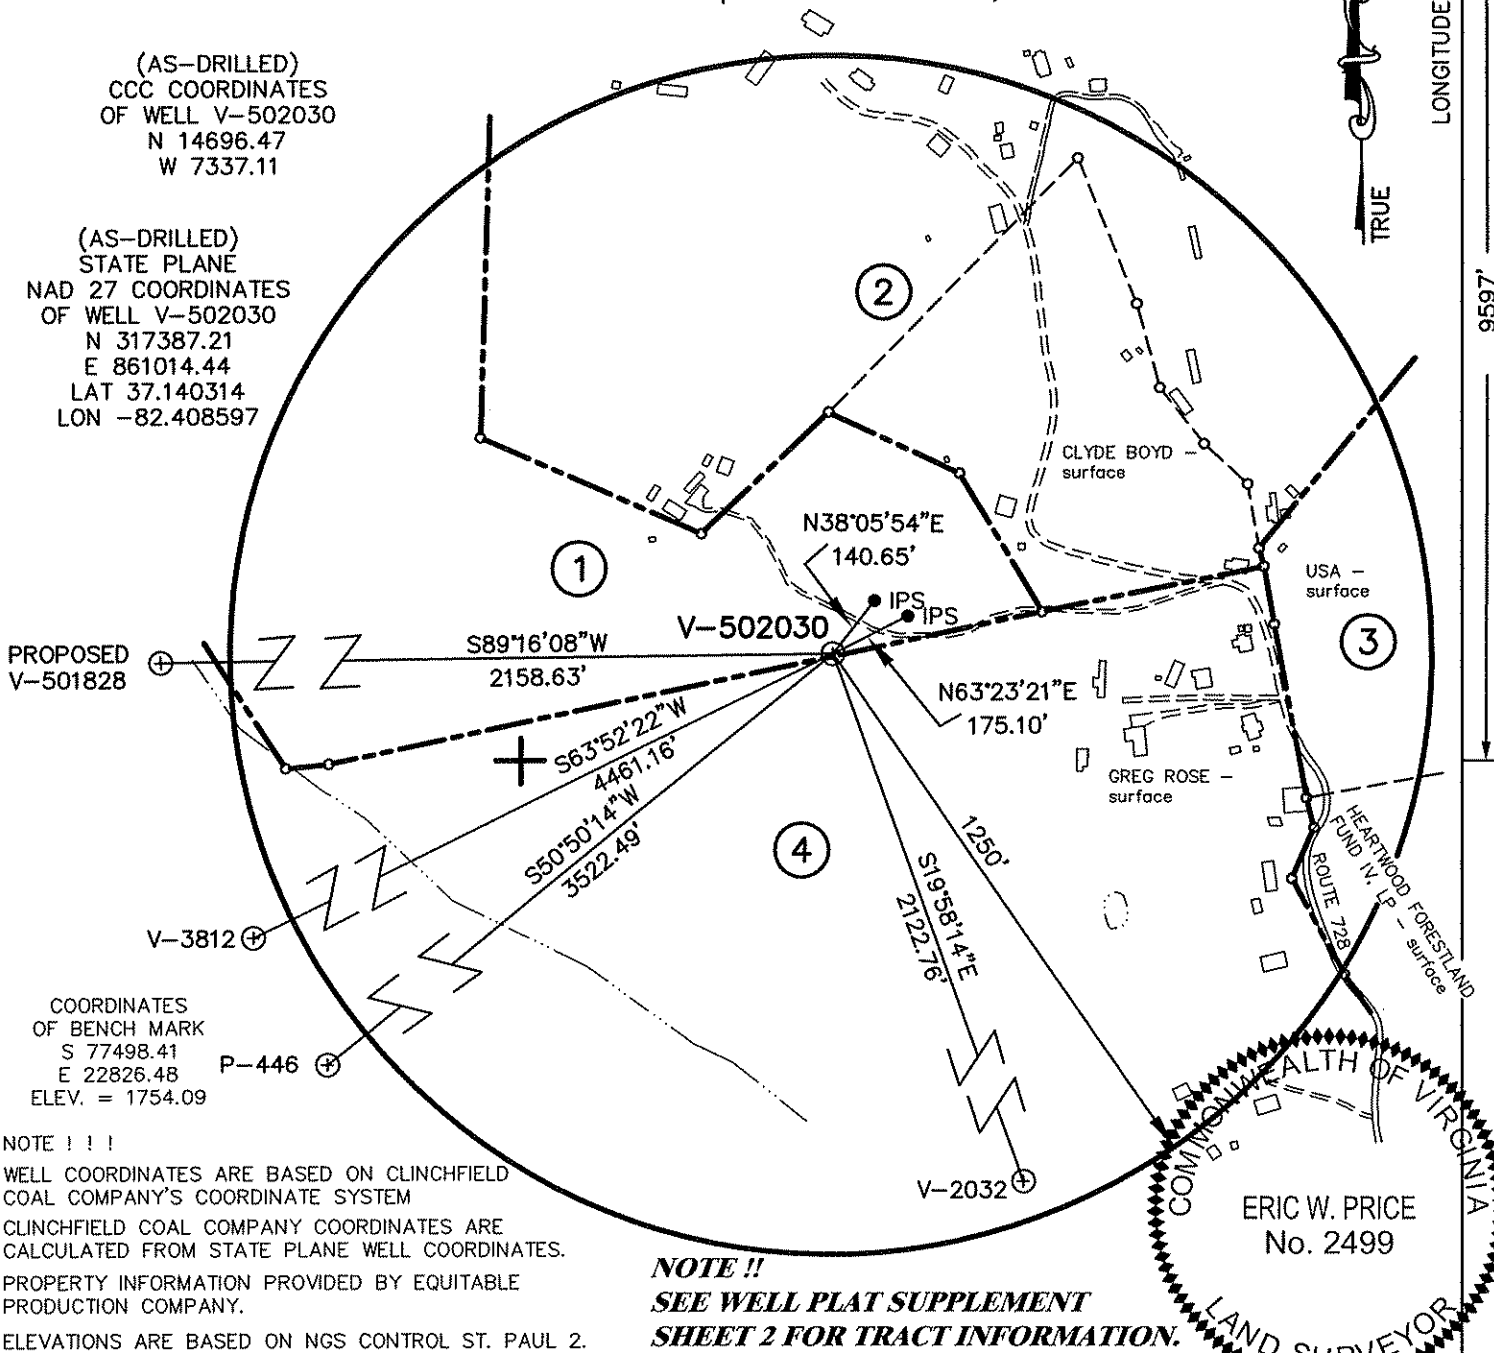 (AS-DRILLED)
CCC COORDINATES
OF WELL V-502030
N 14696.47
W 7337.11
(AS-DRILLED)
STATE PLANE
NAD 27 COORDINATES
OF WELL V-502030
N 317387.21
E 861014.44
LAT 37.140314
LON -82.408597
LONGITUDE
TRUE
9597'
2
CLYDE BOYD -
surface
N38°05'54"E
140.65'
1
IPS
IPS
V-502030
USA -
surface
3
PROPOSED
V-501828
S89°16'08"W
2158.63'
N63°23'21"E
175.10'
S63°52'22"W
4461.16'
S50°50'14"W
3522.49'
GREG ROSE -
surface
4
1250'
S19°58'14"E
2122.76'
HEARTWOOD FORESTLAND
FUND IV, LP - surface
ROUTE 728
V-3812
P-446
V-2032
COORDINATES
OF BENCH MARK
S 77498.41
E 22826.48
ELEV. = 1754.09
NOTE ! ! !
WELL COORDINATES ARE BASED ON CLINCHFIELD
COAL COMPANY'S COORDINATE SYSTEM
CLINCHFIELD COAL COMPANY COORDINATES ARE
CALCULATED FROM STATE PLANE WELL COORDINATES.
PROPERTY INFORMATION PROVIDED BY EQUITABLE
PRODUCTION COMPANY.
ELEVATIONS ARE BASED ON NGS CONTROL ST. PAUL 2.
NOTE !!
SEE WELL PLAT SUPPLEMENT
SHEET 2 FOR TRACT INFORMATION.
COMMONWEALTH OF VIRGINIA
ERIC W. PRICE
No. 2499
LAND SURVEYOR